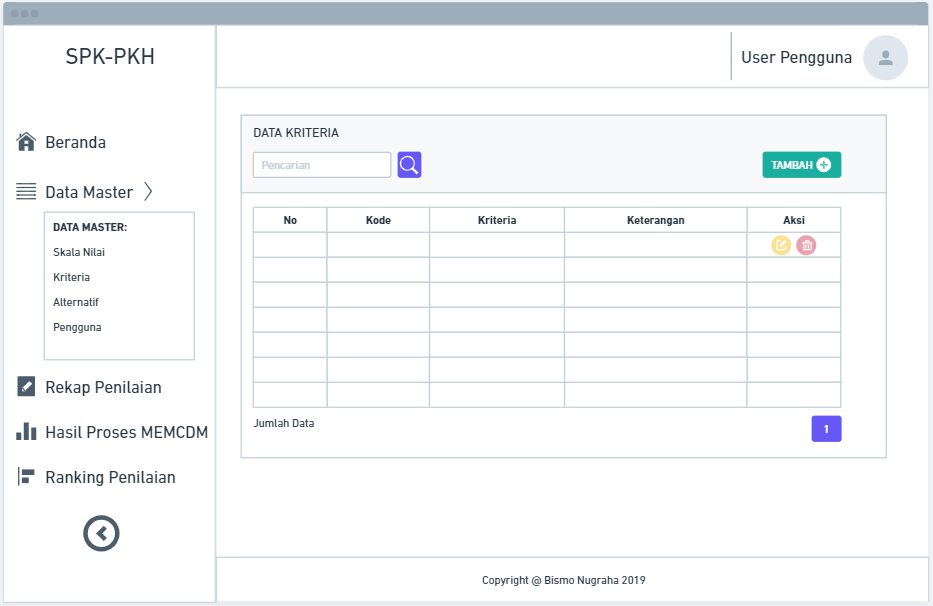 SPK-PKH
User Pengguna
Beranda
Data Master
DATA MASTER:
Skala Nilai
Kriteria
Alternatif
Pengguna
Rekap Penilaian
Hasil Proses MEMCDM
Ranking Penilaian
DATA KRITERIA
Pencarian
TAMBAH
No Kode Kriteria Keterangan Aksi
Jumlah Data
1
Copyright @ Bismo Nugraha 2019